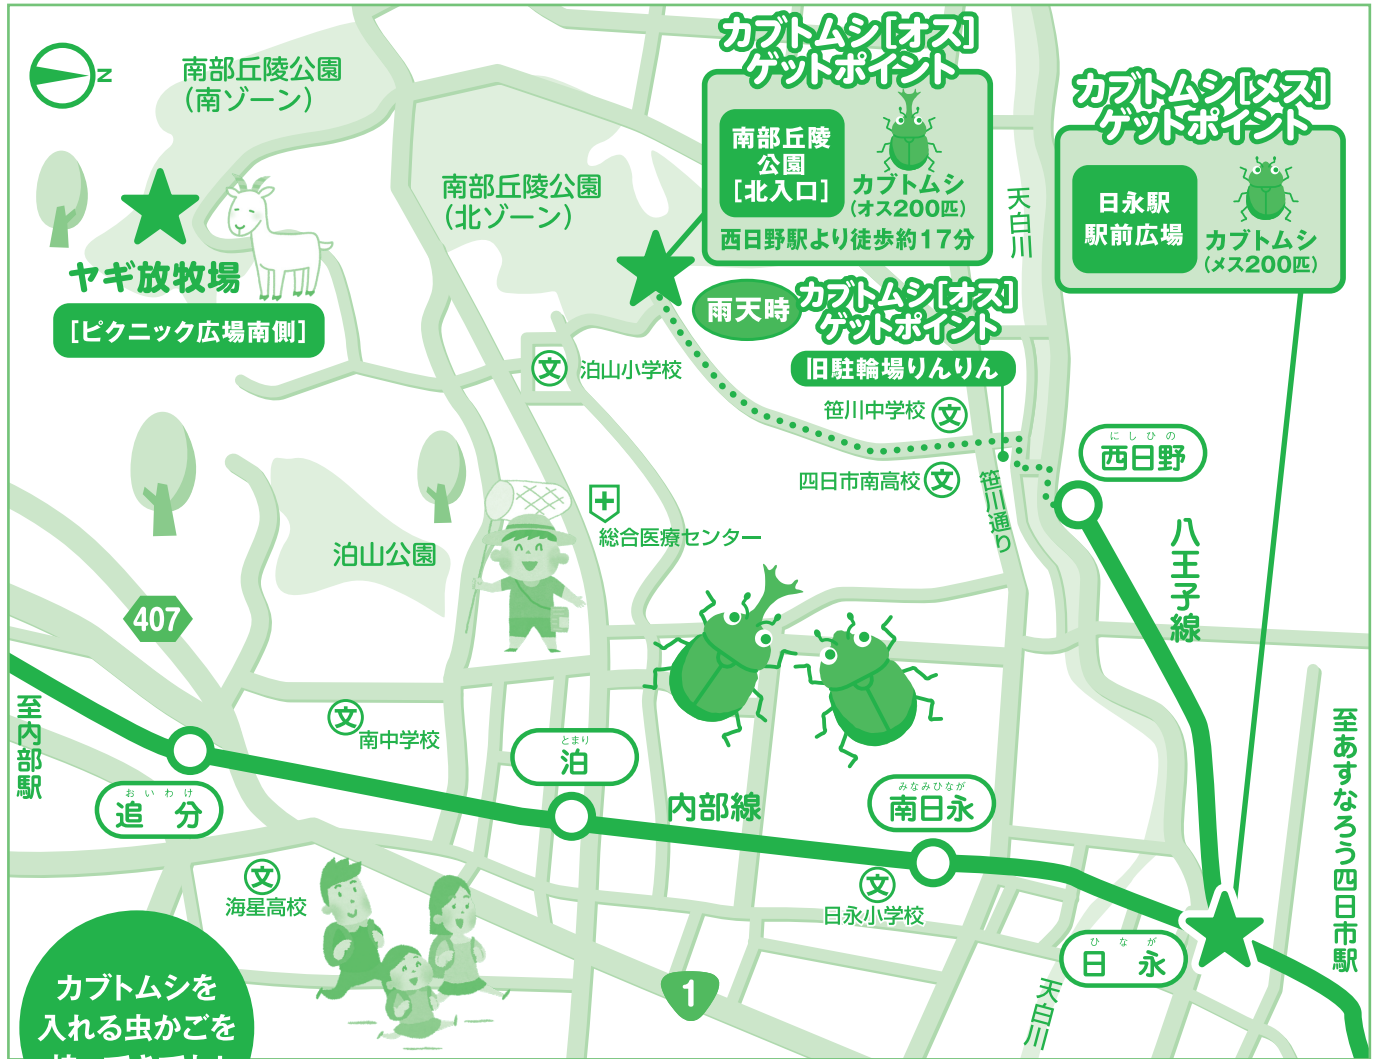 N
南部丘陵公園
(南ゾーン)
ヤギ放牧場
[ピクニック広場南側]
南部丘陵公園
(北ゾーン)
カブトムシ[オス]
ゲットポイント
南部丘陵
公園
[北入口]
カブトムシ
(オス200匹)
西日野駅より徒歩約17分
カブトムシ[メス]
ゲットポイント
日永駅
駅前広場
カブトムシ
(メス200匹)
天白川
雨天時
カブトムシ[オス]
ゲットポイント
旧駐輪場りんりん
泊山小学校
文
笹川中学校
文
四日市南高校
文
笹川通り
にしひの
西日野
八王子線
総合医療センター
泊山公園
407
至内部駅
文
南中学校
おいわけ
追 分
とまり
泊
内部線
みなみひなが
南日永
文
日永小学校
文
海星高校
ひなが
日 永
至あすなろう四日市駅
天白川
1
カブトムシを
入れる虫かごを